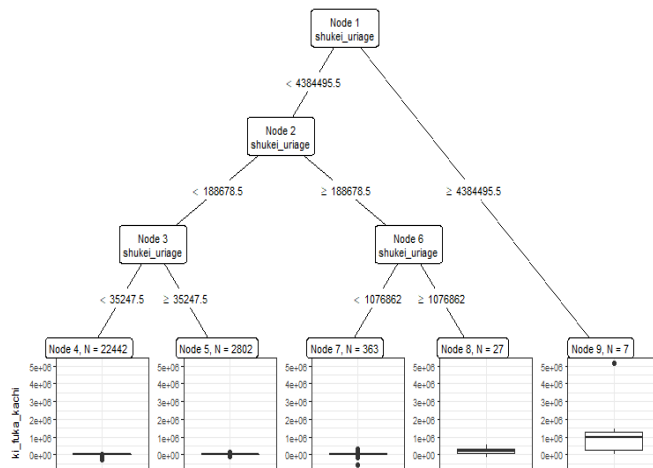 Node 1
shukei_uriage
< 4384495.5
Node 2
shukei_uriage
< 188678.5
≥ 188678.5
≥ 4384495.5
Node 3
shukei_uriage
Node 6
shukei_uriage
< 35247.5
≥ 35247.5
< 1076862
≥ 1076862
Node 4, N = 22442
Node 5, N = 2802
Node 7, N = 363
Node 8, N = 27
Node 9, N = 7
ki_fuka_kachi
5e+06
4e+06
3e+06
2e+06
1e+06
0e+00
5e+06
4e+06
3e+06
2e+06
1e+06
0e+00
5e+06
4e+06
3e+06
2e+06
1e+06
0e+00
5e+06
4e+06
3e+06
2e+06
1e+06
0e+00
5e+06
4e+06
3e+06
2e+06
1e+06
0e+00